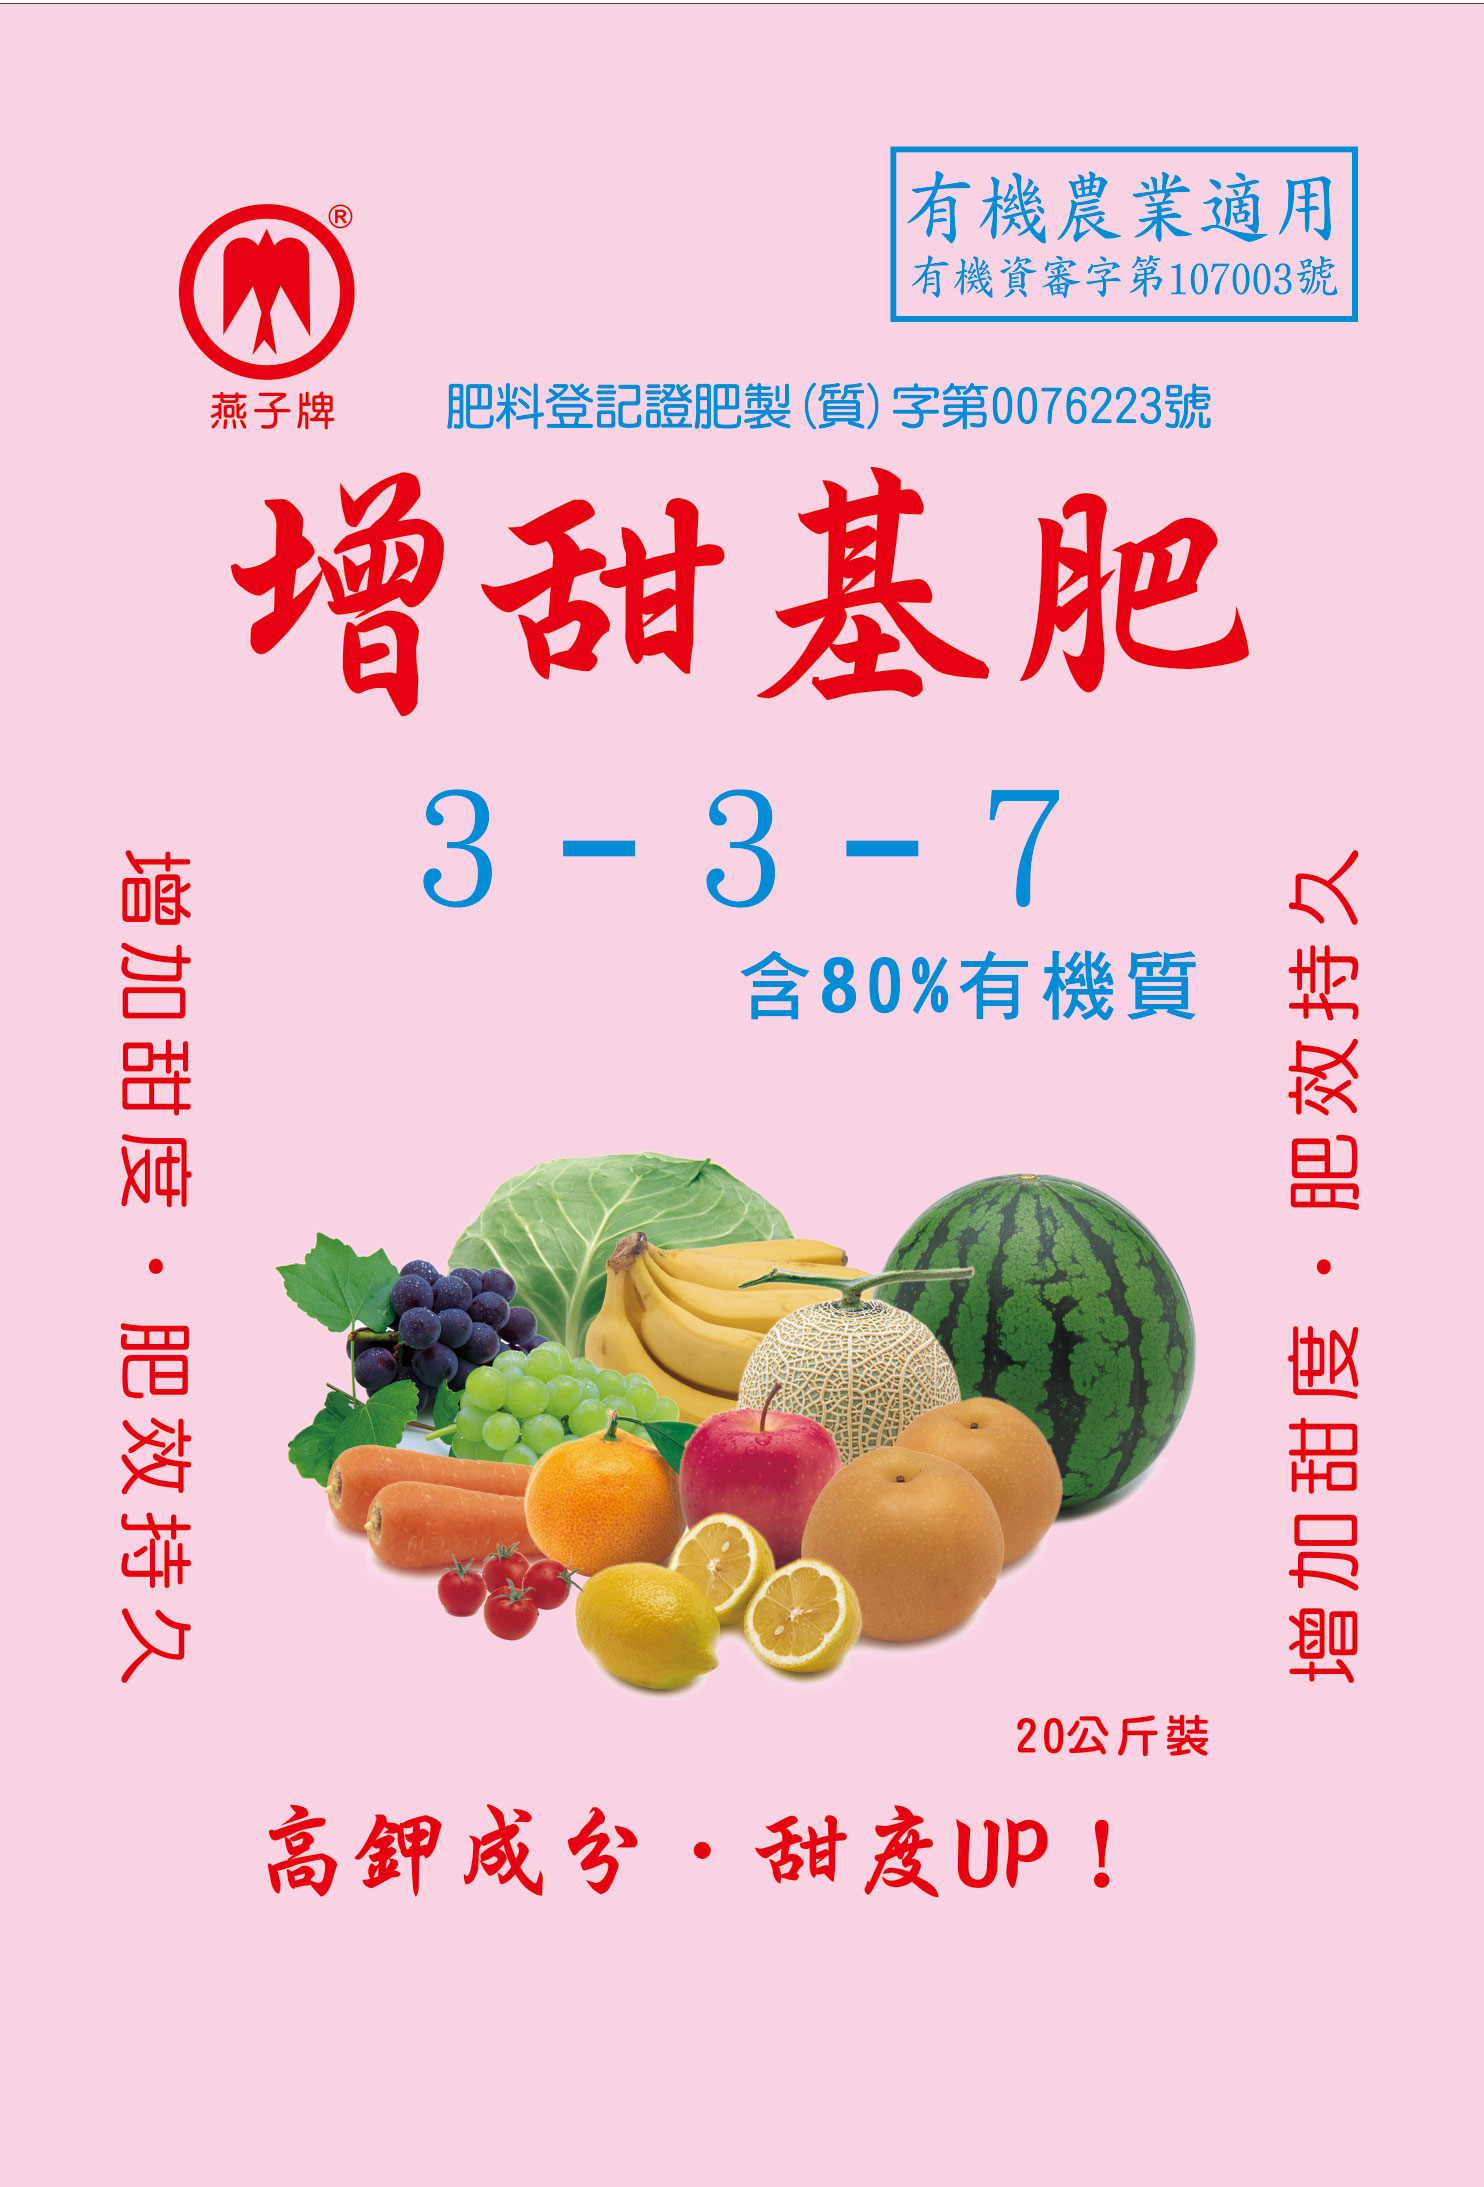 有機農業適用
有機資審字第107003號
®
燕子牌
肥料登記證肥製(質)字第0076223號
增甜基肥
3-3-7
含80%有機質
增加甜度·肥效持久
增加甜度·肥效持久
20公斤裝
高鉀成分·甜度UP!